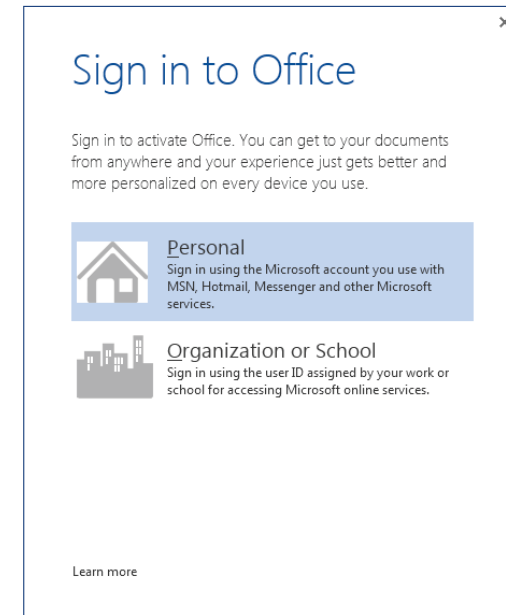 Sign in to Office
Sign in to activate Office. You can get to your documents
from anywhere and your experience just gets better and
more personalized on every device you use.
Personal
Sign in using the Microsoft account you use with
MSN, Hotmail, Messenger and other Microsoft
services.
Organization or School
Sign in using the user ID assigned by your work or
school for accessing Microsoft online services.
Learn more